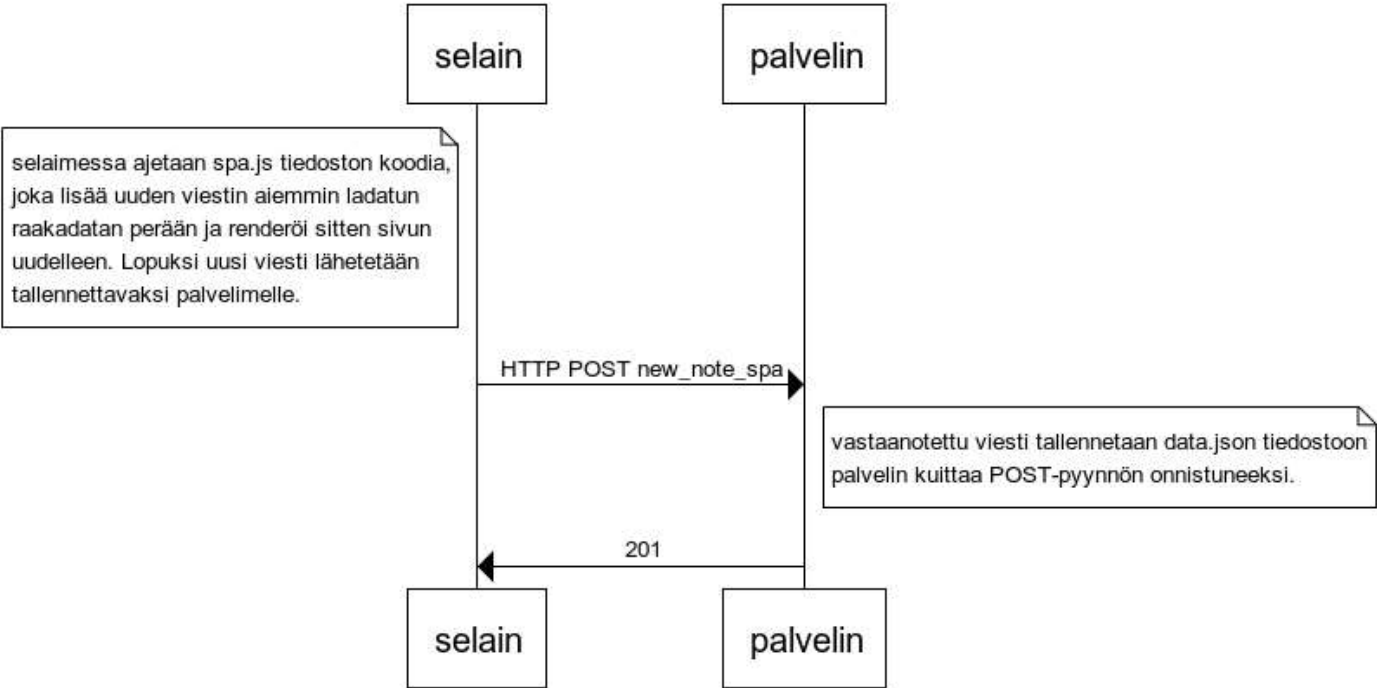 selain
palvelin
selaimessa ajetaan spa.js tiedoston koodia,
joka lisää uuden viestin aiemmin ladatun
raakadatan perään ja renderöi sitten sivun
uudelleen. Lopuksi uusi viesti lähetetään
tallennettavaksi palvelimelle.
HTTP POST new_note_spa
vastaanotettu viesti tallennetaan data.json tiedostoon
palvelin kuittaa POST-pyynnön onnistuneeksi.
201
selain
palvelin